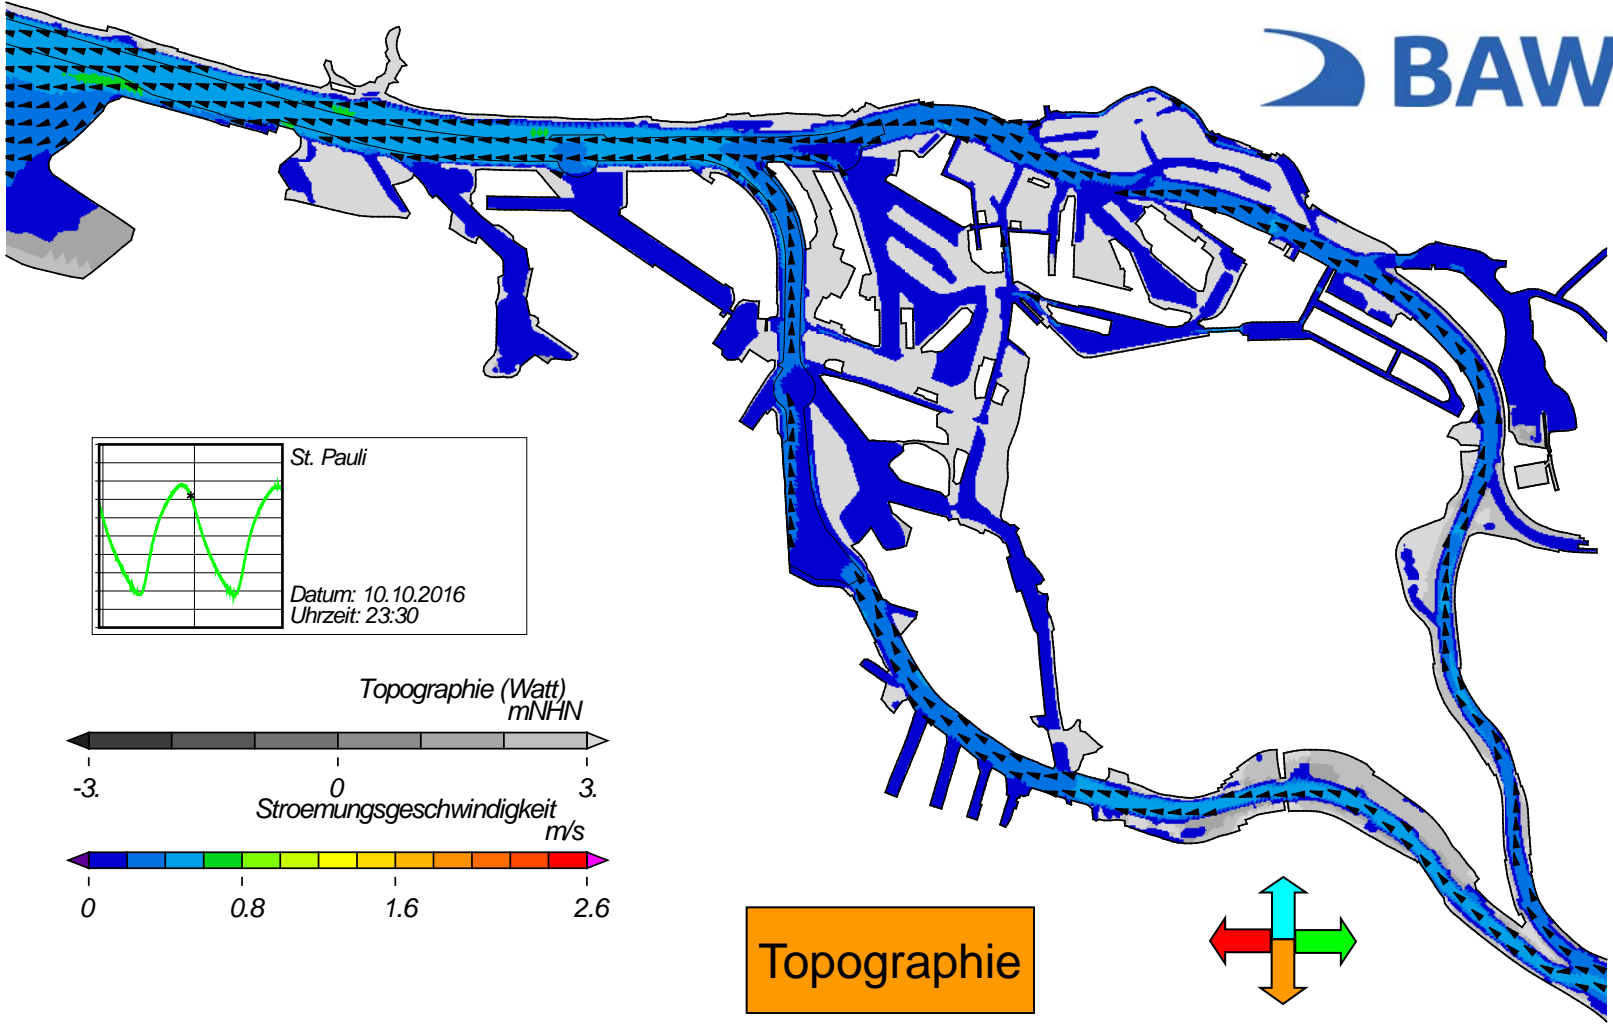 BAW
St. Pauli
Datum: 10.10.2016
Uhrzeit: 23:30
Topographie (Watt)
mNHN
-3. 0 3.
Stroemungsgeschwindigkeit
m/s
0 0.8 1.6 2.6
Topographie